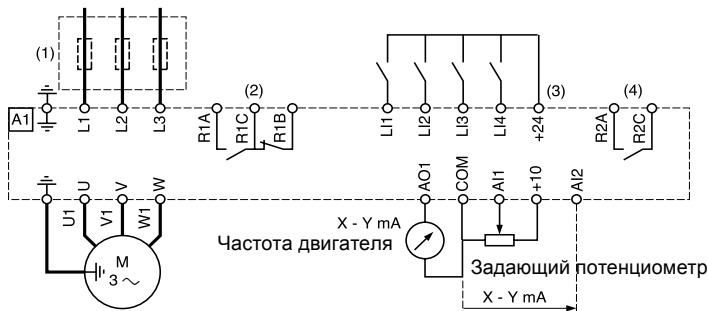 (1)
(2)
(3)
(4)
A1
L1
L2
L3
R1A
R1C
R1B
LI1
LI2
LI3
LI4
+24
R2A
R2C
U
V
W
AO1
COM
AI1
+10
AI2
U1
V1
W1
X - Y mA
Частота двигателя
M
3 ~
Задающий потенциометр
X - Y mA